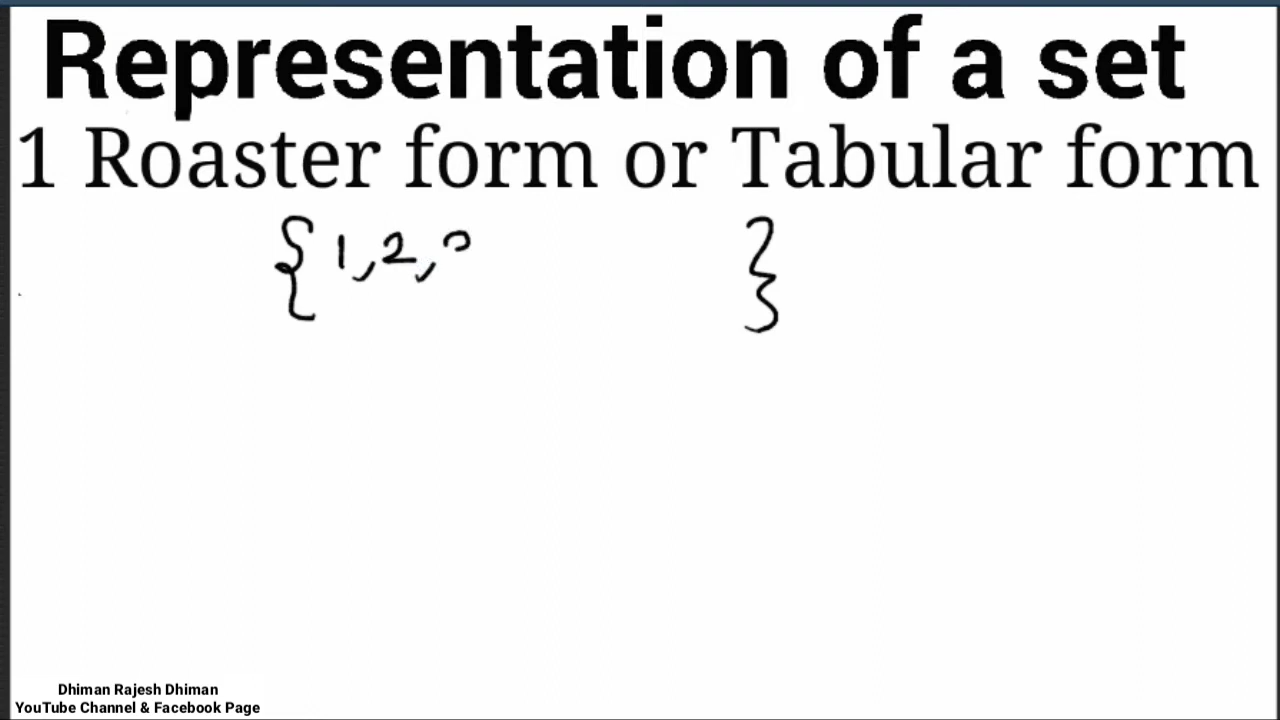 Representation of a set
1 Roaster form or Tabular form
{1,2, }
Dhiman Rajesh Dhiman
YouTube Channel & Facebook Page